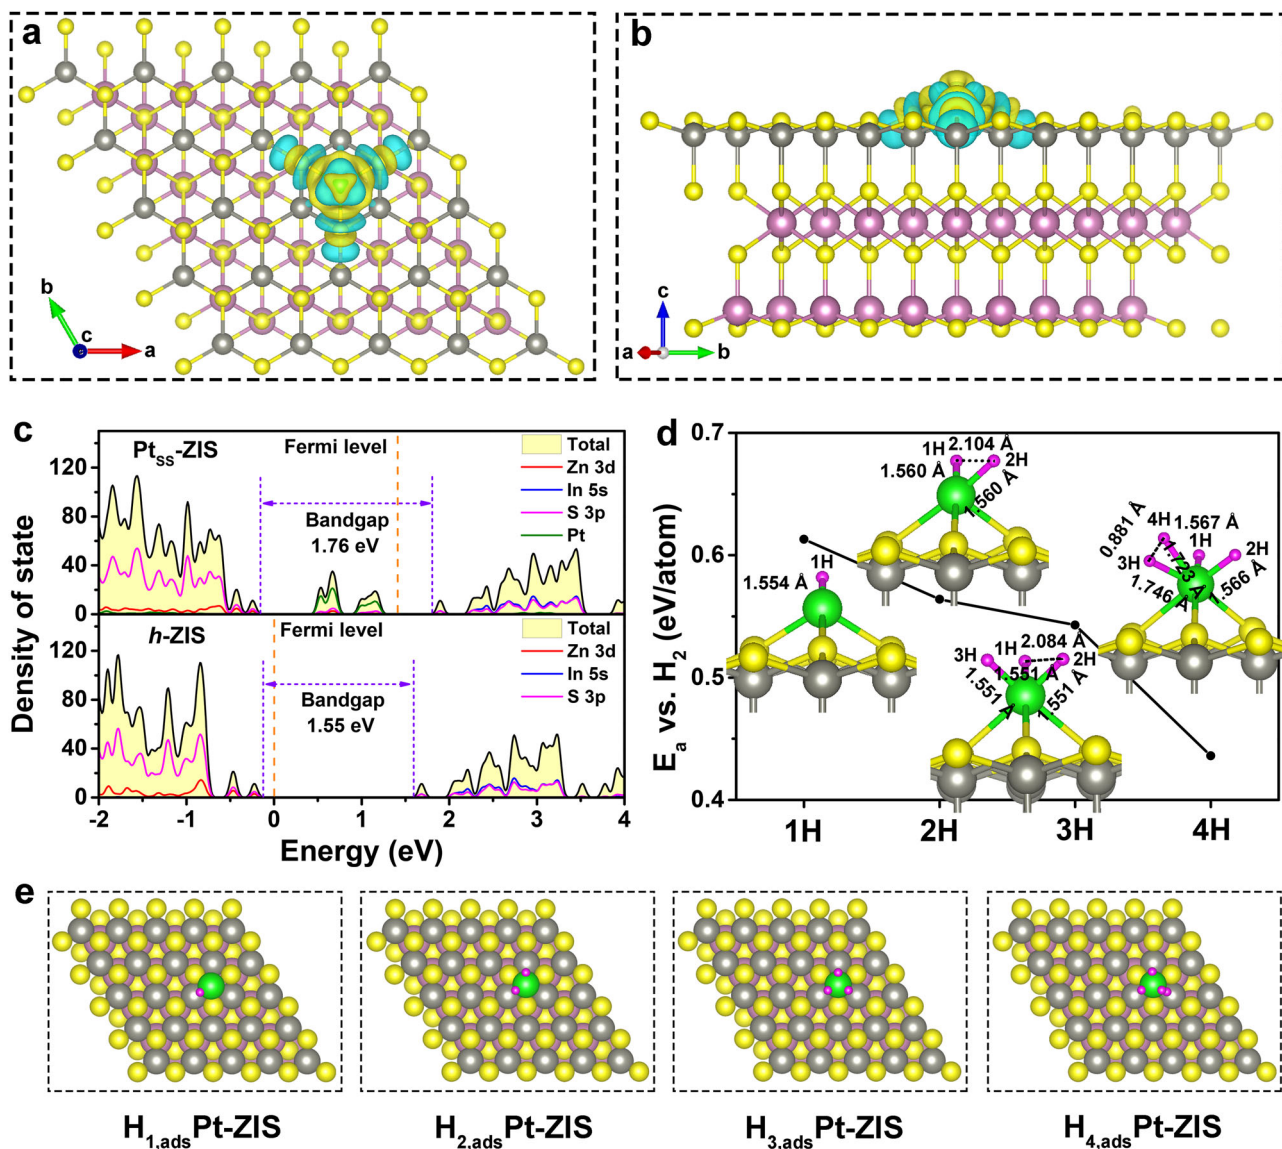 a
b
c
a
b
c
a
b
c
Pt_SS-ZIS
Fermi level
Bandgap
1.76 eV
Total
Zn 3d
In 5s
S 3p
Pt
120
80
40
0
h-ZIS
Fermi level
Bandgap
1.55 eV
Total
Zn 3d
In 5s
S 3p
120
80
40
0
Density of state
-2
-1
0
1
2
3
4
Energy (eV)
d
0.7
0.6
0.5
0.4
E_a vs. H_2 (eV/atom)
1H
2.104 Å
2H
1.560 Å
1.560 Å
1H
1.554 Å
3H
1H
2.084 Å
2H
1.551 Å
1.551 Å
1.551 Å
0.881 Å
4H
1.567 Å
1H
2H
3H
1.723 Å
1.746 Å
1.566 Å
1H
2H
3H
4H
e
H_1,ads Pt-ZIS
H_2,ads Pt-ZIS
H_3,ads Pt-ZIS
H_4,ads Pt-ZIS